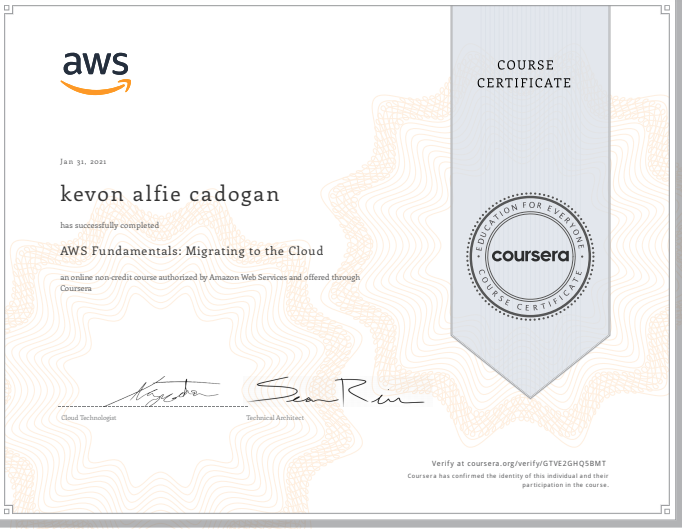 aws
COURSE
CERTIFICATE
Jan 31, 2021
kevon alfie cadogan
has successfully completed
AWS Fundamentals: Migrating to the Cloud
an online non-credit course authorized by Amazon Web Services and offered through
Coursera
EDUCATION FOR EVERYONE
coursera
COURSE CERTIFICATE
Cloud Technologist
Technical Architect
Verify at coursera.org/verify/GTVE2GHQSBMT
Coursera has confirmed the identity of this individual and their
participation in the course.